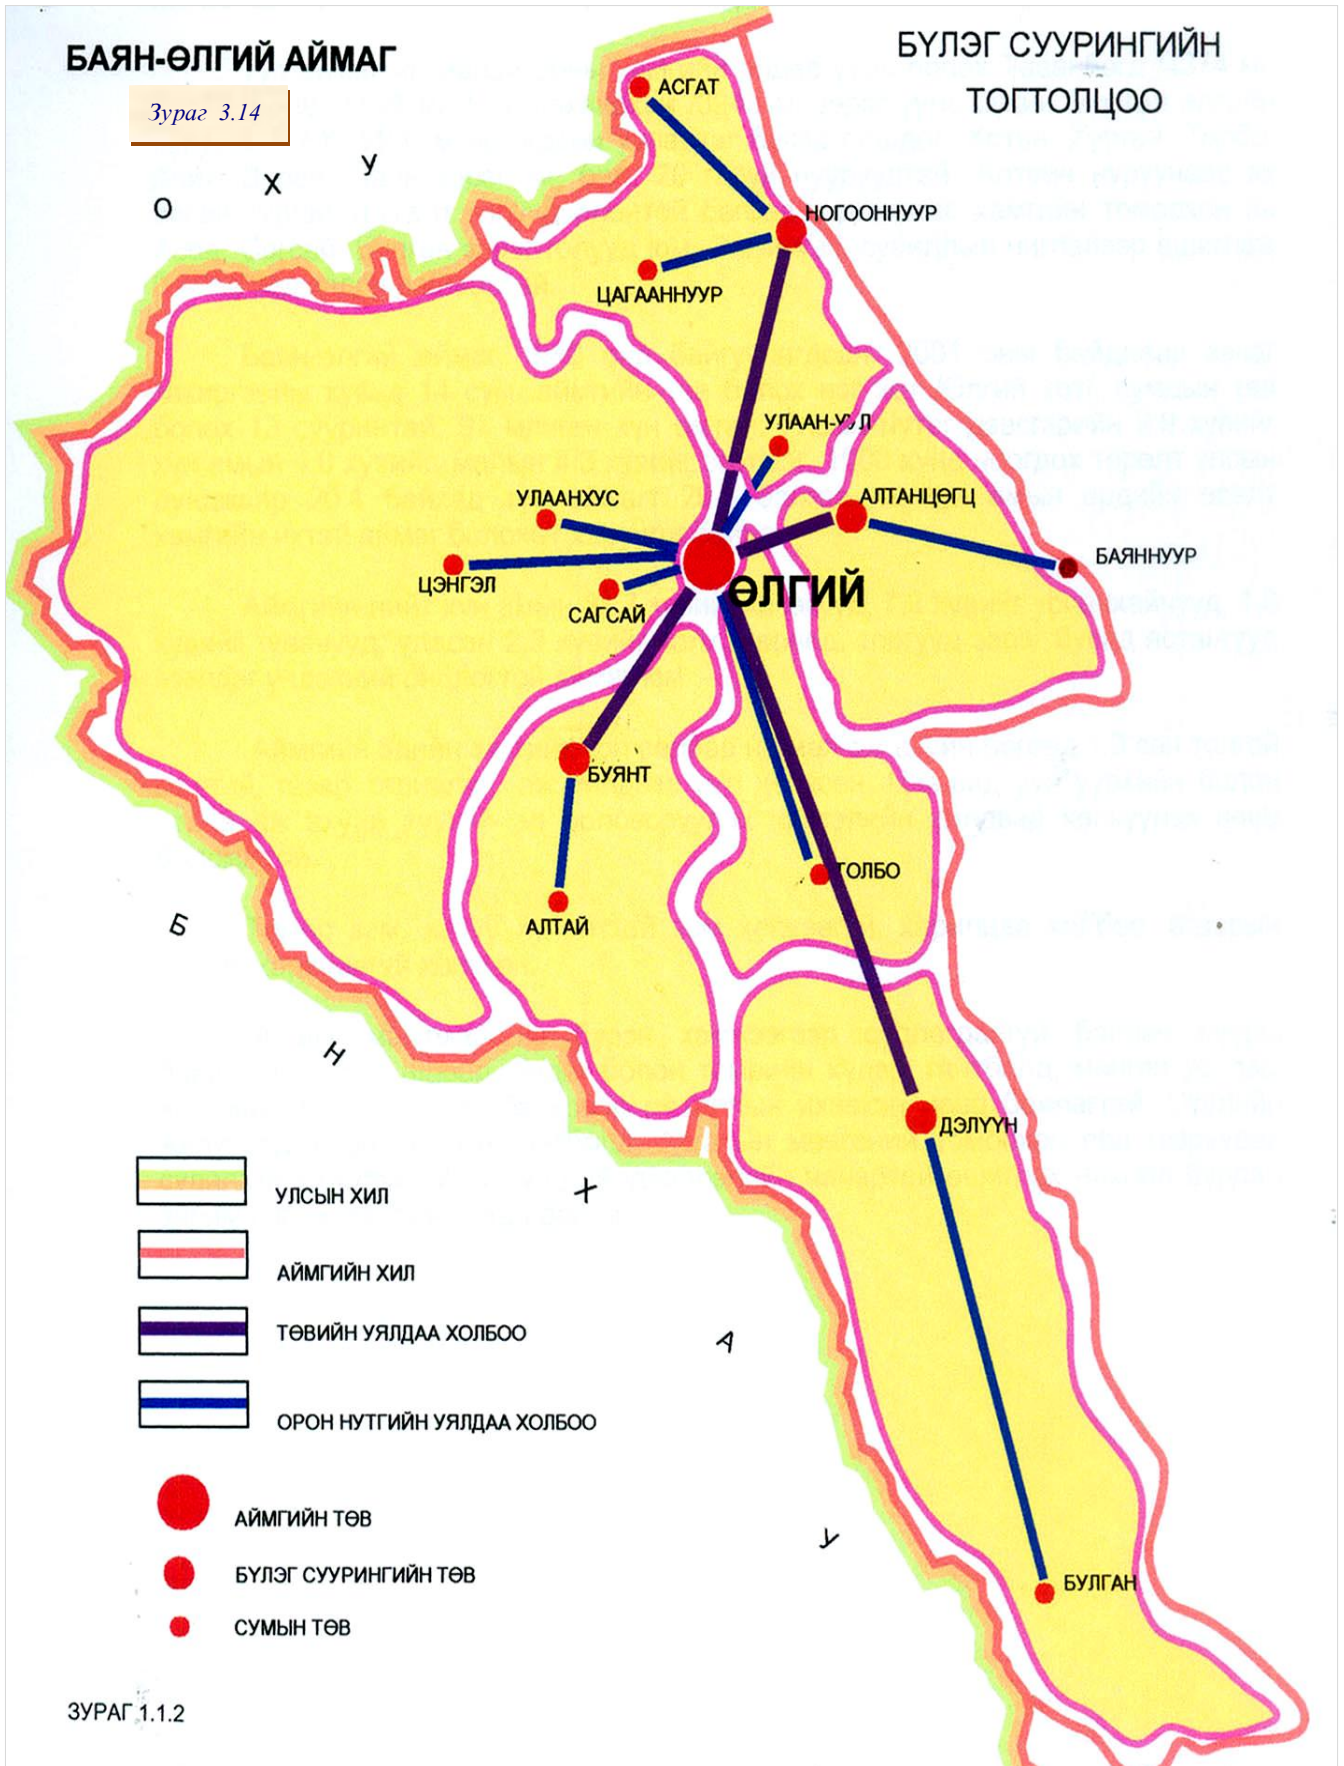 БАЯН-ӨЛГИЙ АЙМАГ
БҮЛЭГ СУУРИНГИЙН
ТОГТОЛЦОО
Зураг 3.14
О Х У
АСГАТ
НОГООННУУР
ЦАГААННУУР
УЛААН-УУЛ
УЛААНХУС
АЛТАНЦӨГЦ
ЦЭНГЭЛ
БАЯННУУР
САГСАЙ
ӨЛГИЙ
БУЯНТ
ТОЛБО
АЛТАЙ
Б Н Х А У
ДЭЛҮҮН
БУЛГАН
УЛСЫН ХИЛ
АЙМГИЙН ХИЛ
ТӨВИЙН УЯЛДАА ХОЛБОО
ОРОН НУТГИЙН УЯЛДАА ХОЛБОО
АЙМГИЙН ТӨВ
БҮЛЭГ СУУРИНГИЙН ТӨВ
СУМЫН ТӨВ
ЗУРАГ 1.1.2